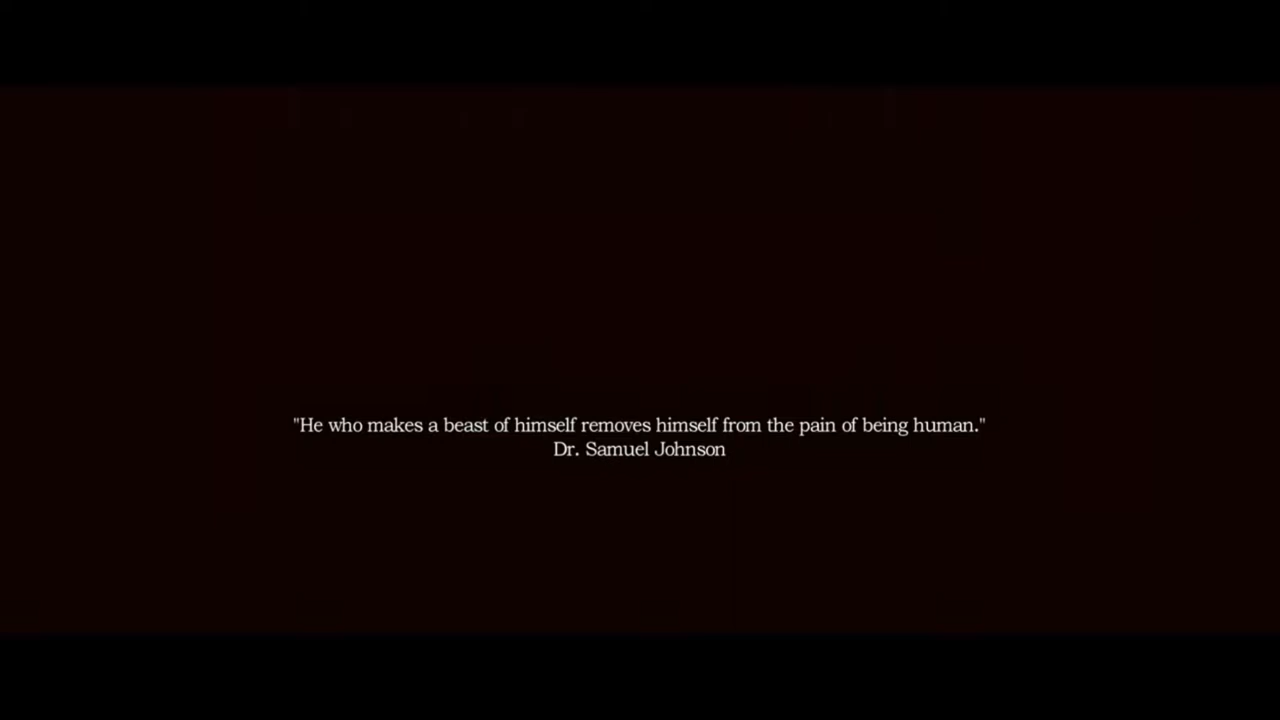 "He who makes a beast of himself removes himself from the pain of being human."
Dr. Samuel Johnson